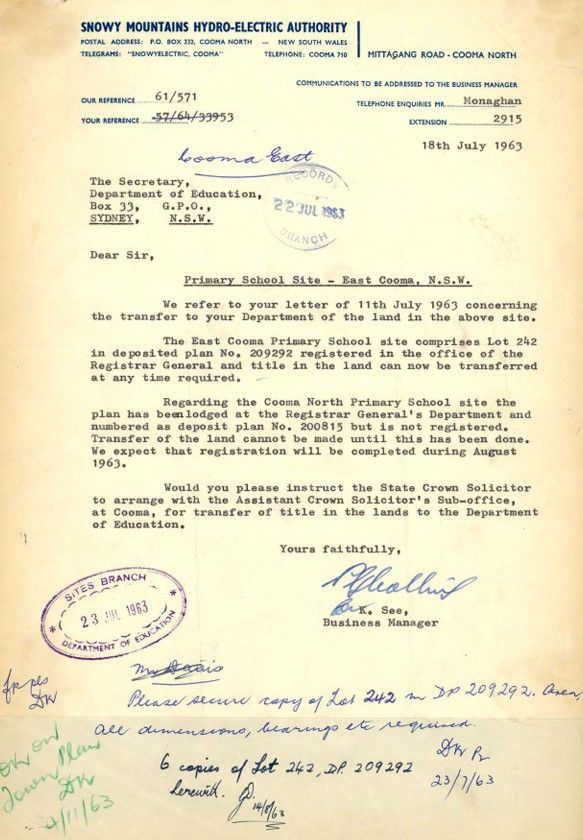 SNOWY MOUNTAINS HYDRO-ELECTRIC AUTHORITY
POSTAL ADDRESS: P.O. BOX 332, COOMA NORTH — NEW SOUTH WALES
TELEGRAMS: "SNOWYELECTRIC, COOMA" TELEPHONE: COOMA 710
MITTAGANG ROAD - COOMA NORTH
COMMUNICATIONS TO BE ADDRESSED TO THE BUSINESS MANAGER
OUR REFERENCE 61/571
TELEPHONE ENQUIRIES MR. Monaghan
YOUR REFERENCE 57/64/33953
EXTENSION 2915
18th July 1963
Cooma East
RECORDS
22 JUL 1963
BRANCH
The Secretary,
Department of Education,
Box 33, G.P.O.,
SYDNEY, N.S.W.
Dear Sir,
Primary School Site - East Cooma, N.S.W.
We refer to your letter of 11th July 1963 concerning
the transfer to your Department of the land in the above site.
The East Cooma Primary School site comprises Lot 242
in deposited plan No. 209292 registered in the office of the
Registrar General and title in the land can now be transferred
at any time required.
Regarding the Cooma North Primary School site the
plan has beenlodged at the Registrar General's Department and
numbered as deposit plan No. 200815 but is not registered.
Transfer of the land cannot be made until this has been done.
We expect that registration will be completed during August
1963.
Would you please instruct the State Crown Solicitor
to arrange with the Assistant Crown Solicitor's Sub-office,
at Cooma, for transfer of title in the lands to the Department
of Education.
Yours faithfully,
K. See,
Business Manager
SITES BRANCH
23 JUL 1963
DEPARTMENT OF EDUCATION
Please secure copy of Lot 242 in DP 209292. Area,
all dimensions, bearings etc required.
23/7/63
6 copies of Lot 242, DP. 209292
herewith.
14/8/63
Town Plan
4/11/63